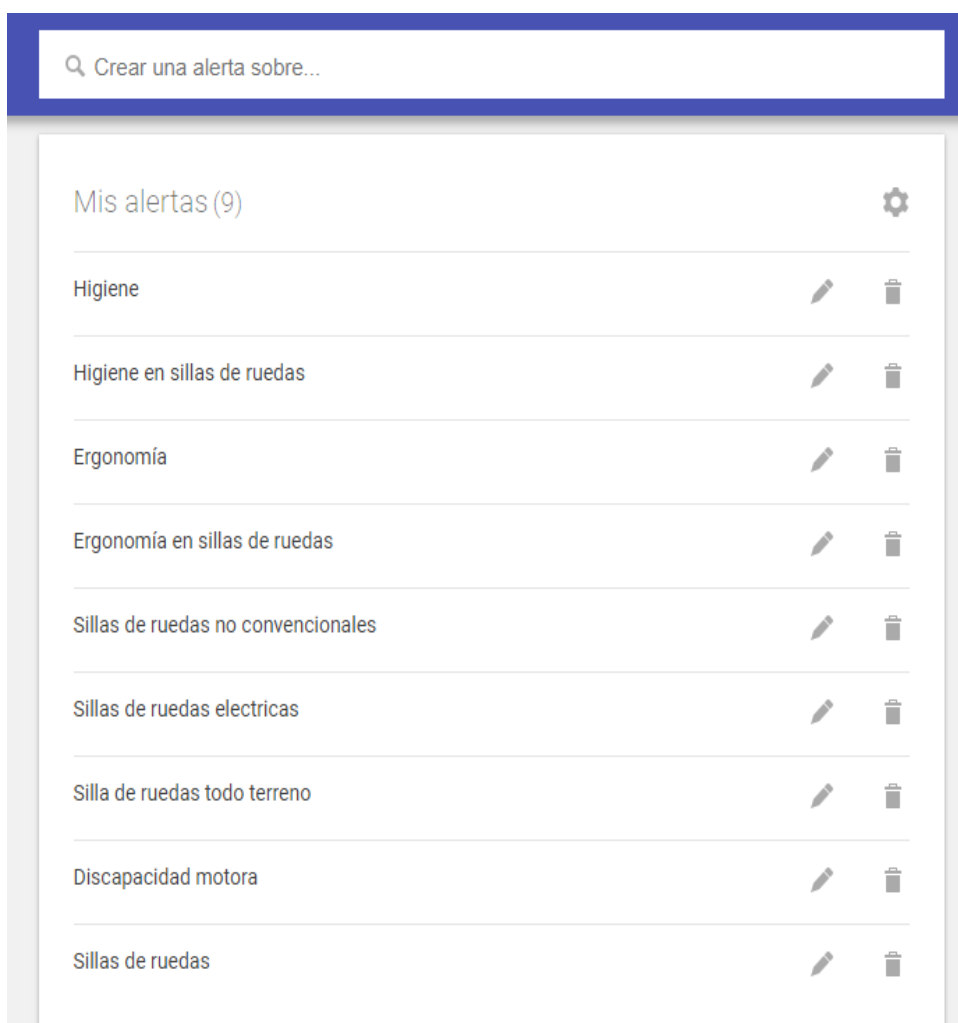 Crear una alerta sobre...
Mis alertas (9)
Higiene
Higiene en sillas de ruedas
Ergonomía
Ergonomía en sillas de ruedas
Sillas de ruedas no convencionales
Sillas de ruedas electricas
Silla de ruedas todo terreno
Discapacidad motora
Sillas de ruedas